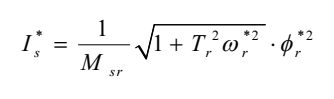 I_s^* = \frac{1}{M_{sr}} \sqrt{1 + T_r^2 \omega_r^{*2}} \cdot \phi_r^{*2}